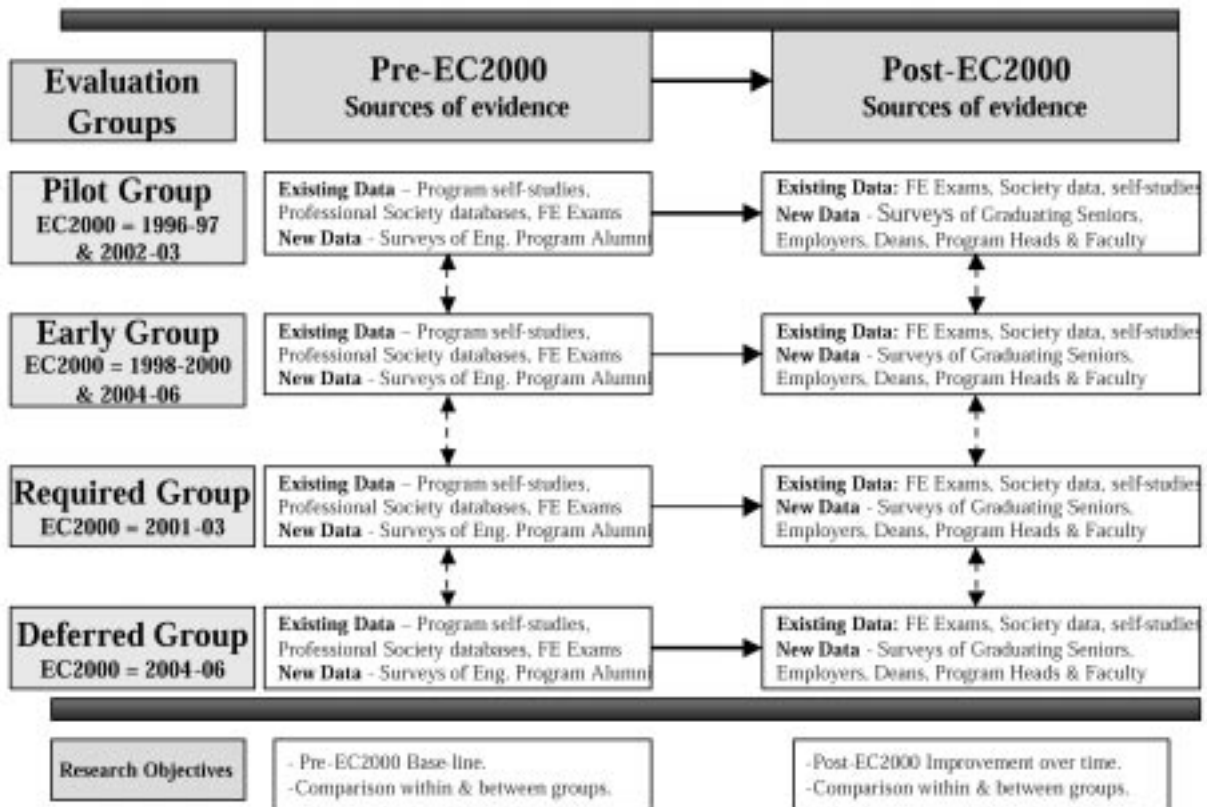 Evaluation
Groups
Pre-EC2000
Sources of evidence
Post-EC2000
Sources of evidence
Pilot Group
EC2000 = 1996-97
& 2002-03
Existing Data – Program self-studies,
Professional Society databases, FE Exams
New Data - Surveys of Eng. Program Alumni
Existing Data: FE Exams, Society data, self-studies
New Data - Surveys of Graduating Seniors,
Employers, Deans, Program Heads & Faculty
Early Group
EC2000 = 1998-2000
& 2004-06
Existing Data – Program self-studies,
Professional Society databases, FE Exams
New Data - Surveys of Eng. Program Alumni
Existing Data: FE Exams, Society data, self-studies
New Data - Surveys of Graduating Seniors,
Employers, Deans, Program Heads & Faculty
Required Group
EC2000 = 2001-03
Existing Data – Program self-studies,
Professional Society databases, FE Exams
New Data - Surveys of Eng. Program Alumni
Existing Data: FE Exams, Society data, self-studies
New Data - Surveys of Graduating Seniors,
Employers, Deans, Program Heads & Faculty
Deferred Group
EC2000 = 2004-06
Existing Data – Program self-studies,
Professional Society databases, FE Exams
New Data - Surveys of Eng. Program Alumni
Existing Data: FE Exams, Society data, self-studies
New Data - Surveys of Graduating Seniors,
Employers, Deans, Program Heads & Faculty
Research Objectives
- Pre-EC2000 Base-line.
-Comparison within & between groups.
-Post-EC2000 Improvement over time.
-Comparison within & between groups.